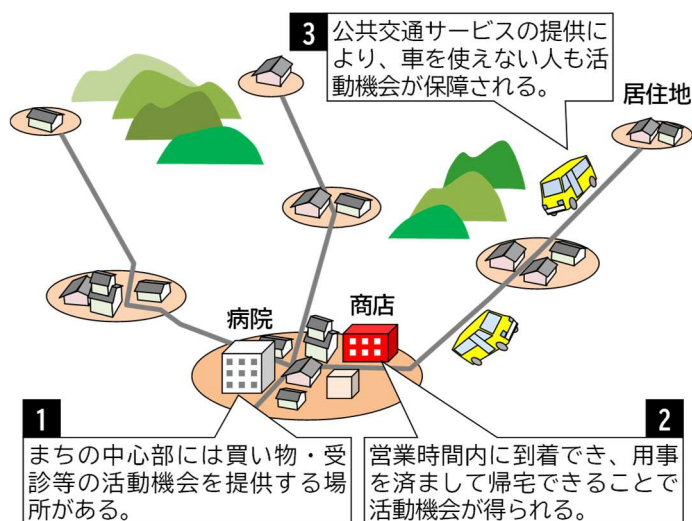 3
公共交通サービスの提供に
より、車を使えない人も活
動機会が保障される。
居住地
病院
商店
1
まちの中心部には買い物・受
診等の活動機会を提供する場
所がある。
2
営業時間内に到着でき、用事
を済まして帰宅できることで
活動機会が得られる。